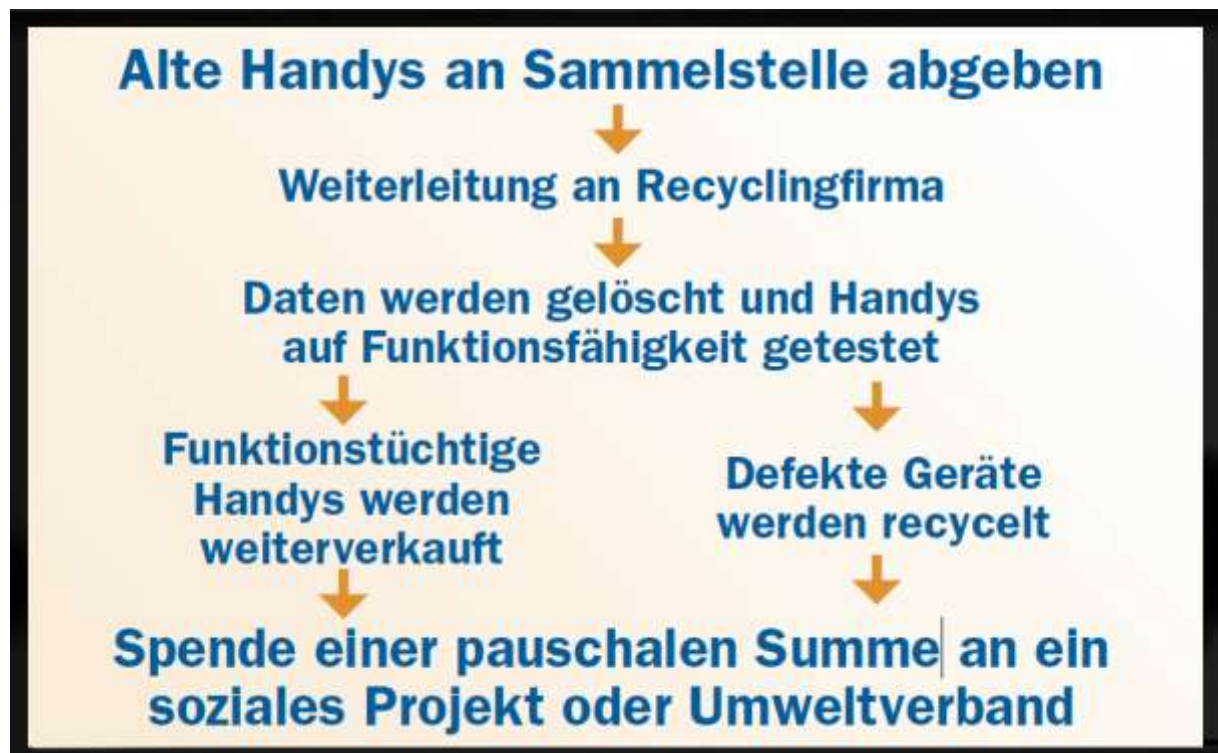 Alte Handys an Sammelstelle abgeben
Weiterleitung an Recyclingfirma
Daten werden gelöscht und Handys
auf Funktionsfähigkeit getestet
Funktionstüchtige
Handys werden
weiterverkauft
Defekte Geräte
werden recycelt
Spende einer pauschalen Summe an ein
soziales Projekt oder Umweltverband